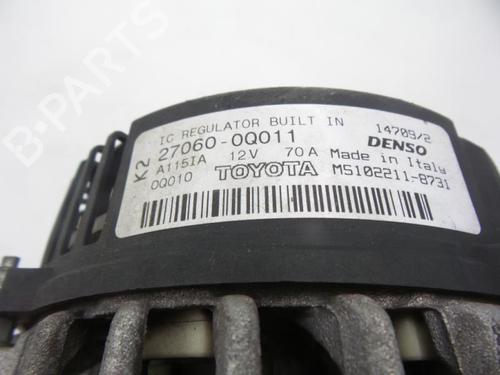 IC REGULATOR BUILT IN 14709/2
K2 27060-0Q011 DENSO
A115IA 12V 70A Made in Italy
0Q010 TOYOTA MS102211-8731
B-PARTS